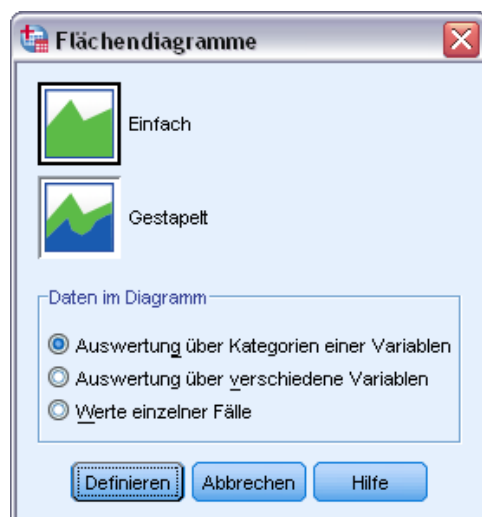 Flächendiagramme
Einfach
Gestapelt
Daten im Diagramm
Auswertung über Kategorien einer Variablen
Auswertung über verschiedene Variablen
Werte einzelner Fälle
Definieren Abbrechen Hilfe